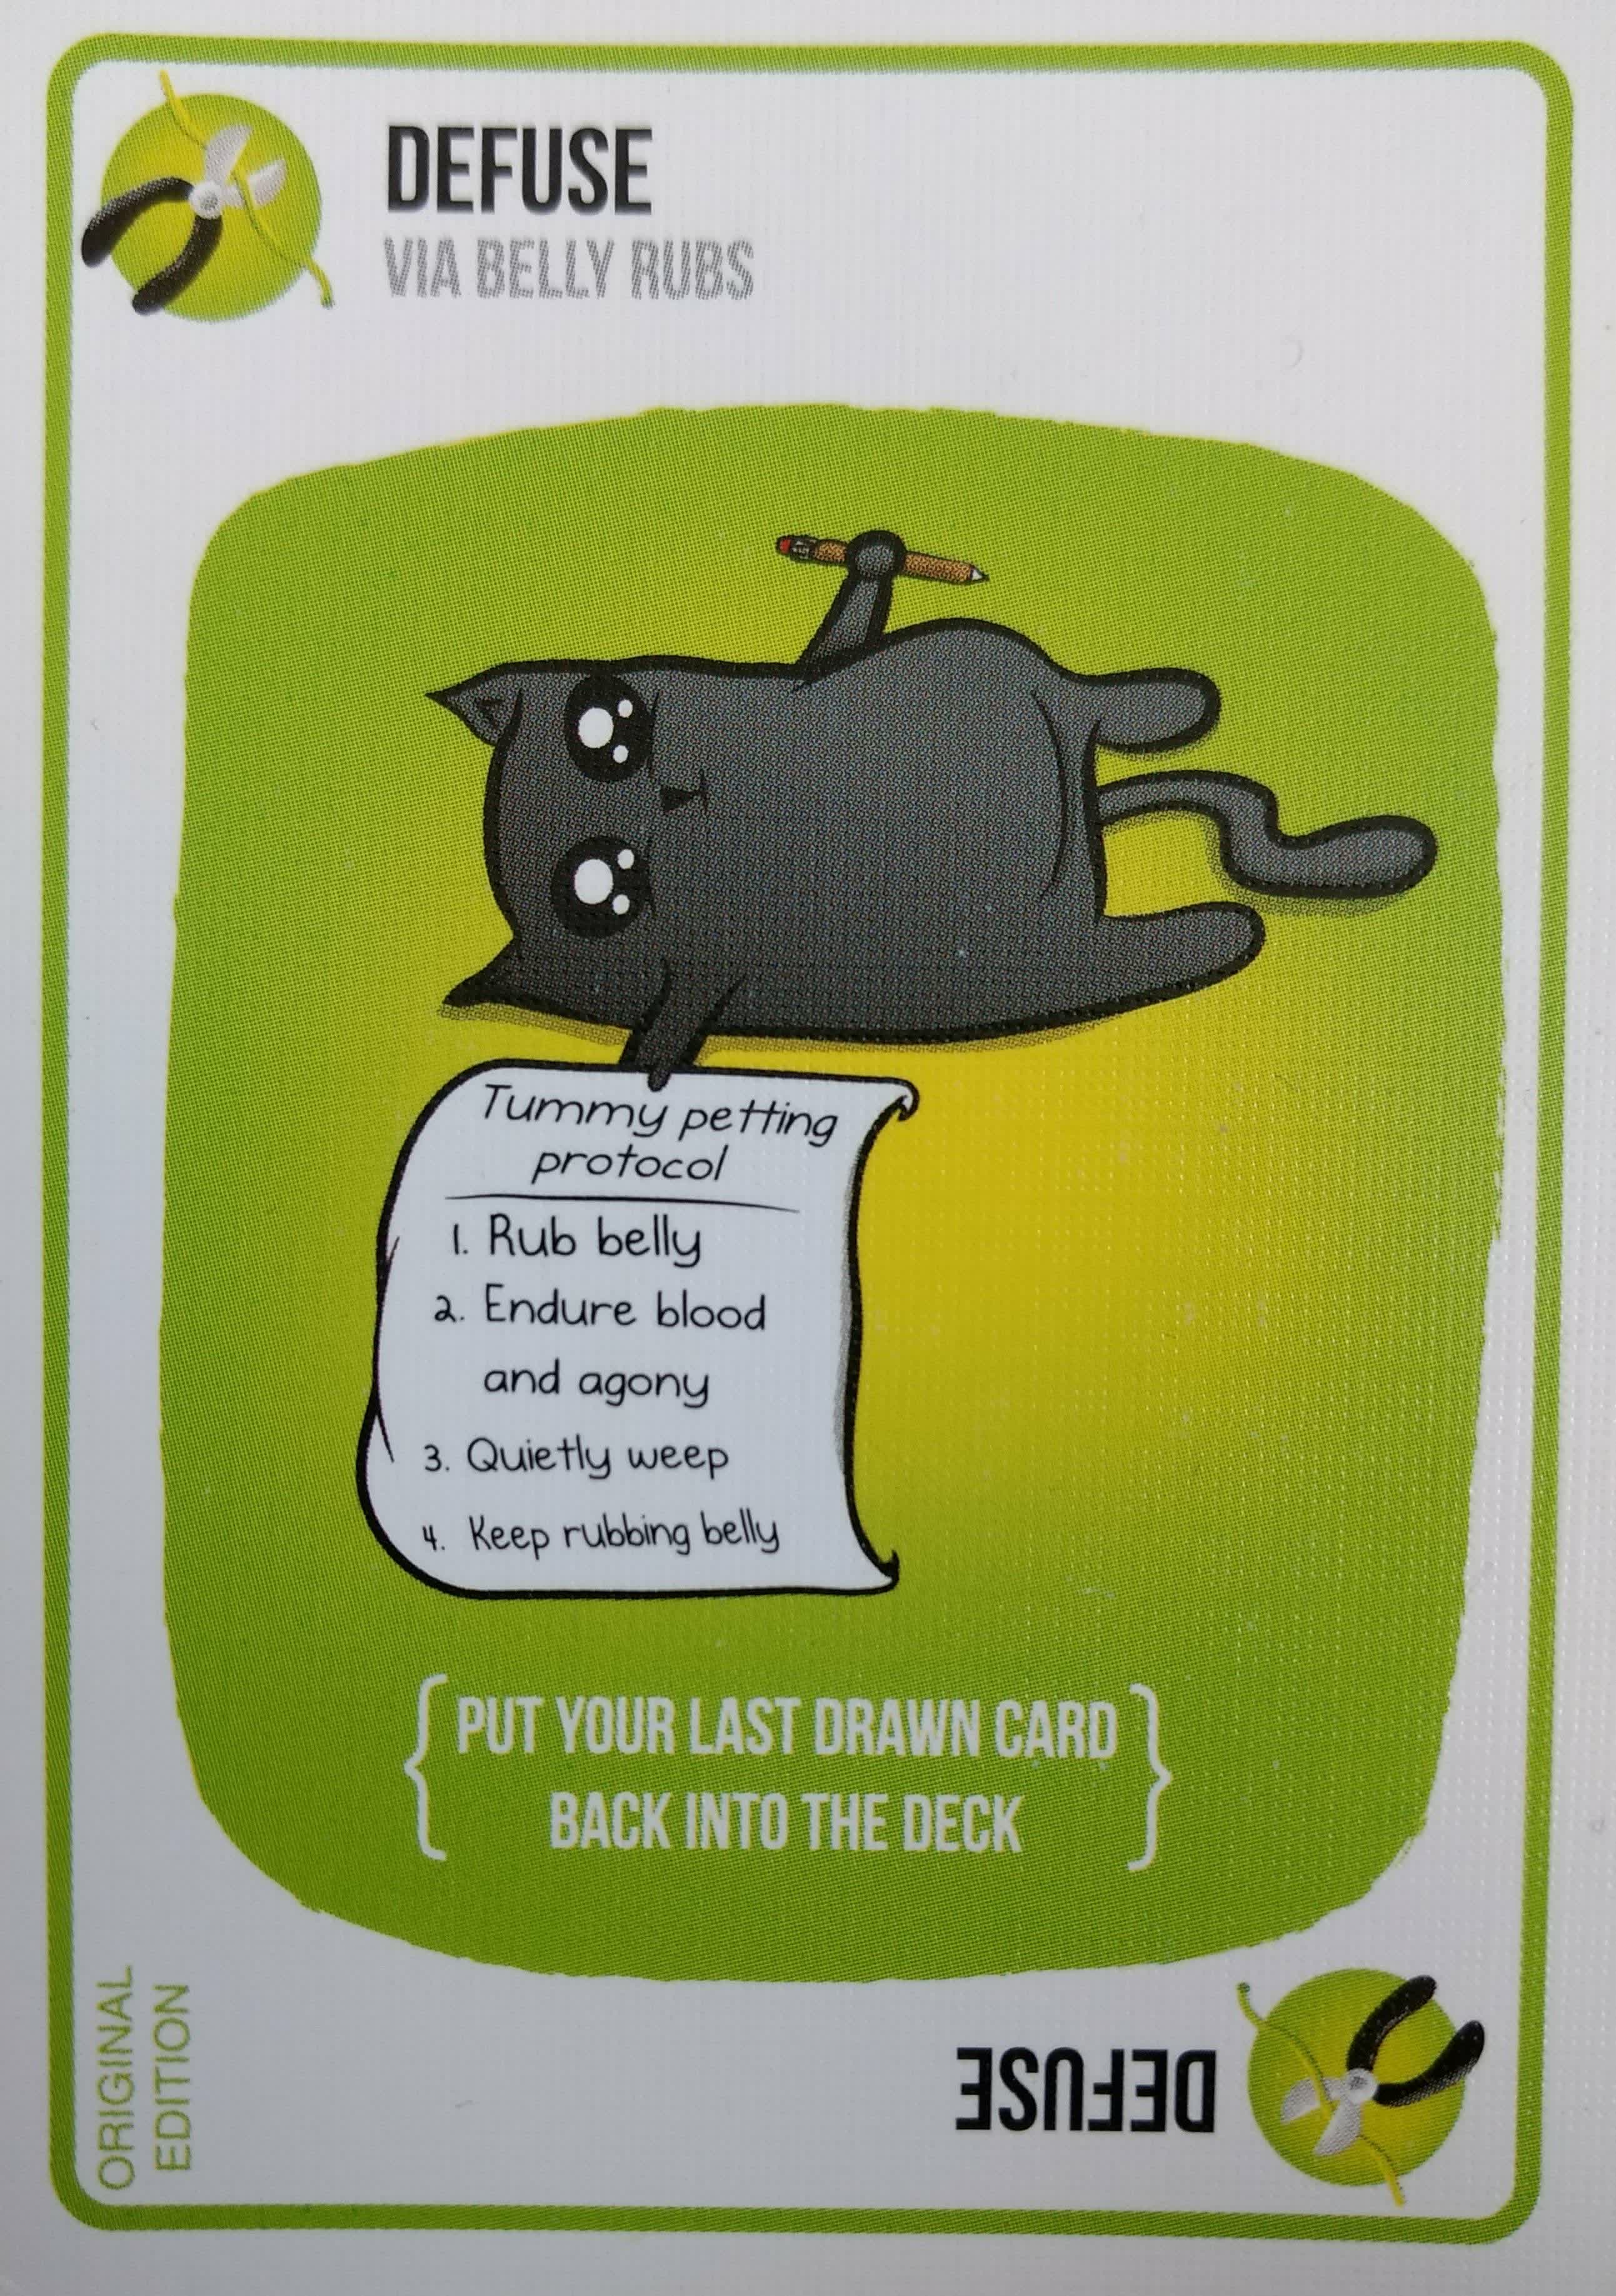 DEFUSE
VIA BELLY RUBS
Tummy petting
protocol
1. Rub belly
2. Endure blood
and agony
3. Quietly weep
4. Keep rubbing belly
{PUT YOUR LAST DRAWN CARD
BACK INTO THE DECK}
ORIGINAL
EDITION
DEFUSE